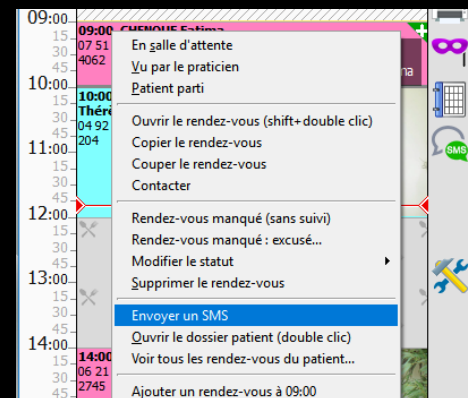 09:00
15
30
45
10:00
15
30
45
11:00
15
30
45
12:00
15
30
45
13:00
15
30
45
14:00
15
30
45
09:00 CHENOUE Fatima
07 51
4062
na
10:00
Thérè
04 92
204
14:00
06 21
2745
En salle d'attente
Vu par le praticien
Patient parti
Ouvrir le rendez-vous (shift+double clic)
Copier le rendez-vous
Couper le rendez-vous
Contacter
Rendez-vous manqué (sans suivi)
Rendez-vous manqué : excusé...
Modifier le statut
Supprimer le rendez-vous
Envoyer un SMS
Ouvrir le dossier patient (double clic)
Voir tous les rendez-vous du patient...
Ajouter un rendez-vous à 09:00
SMS